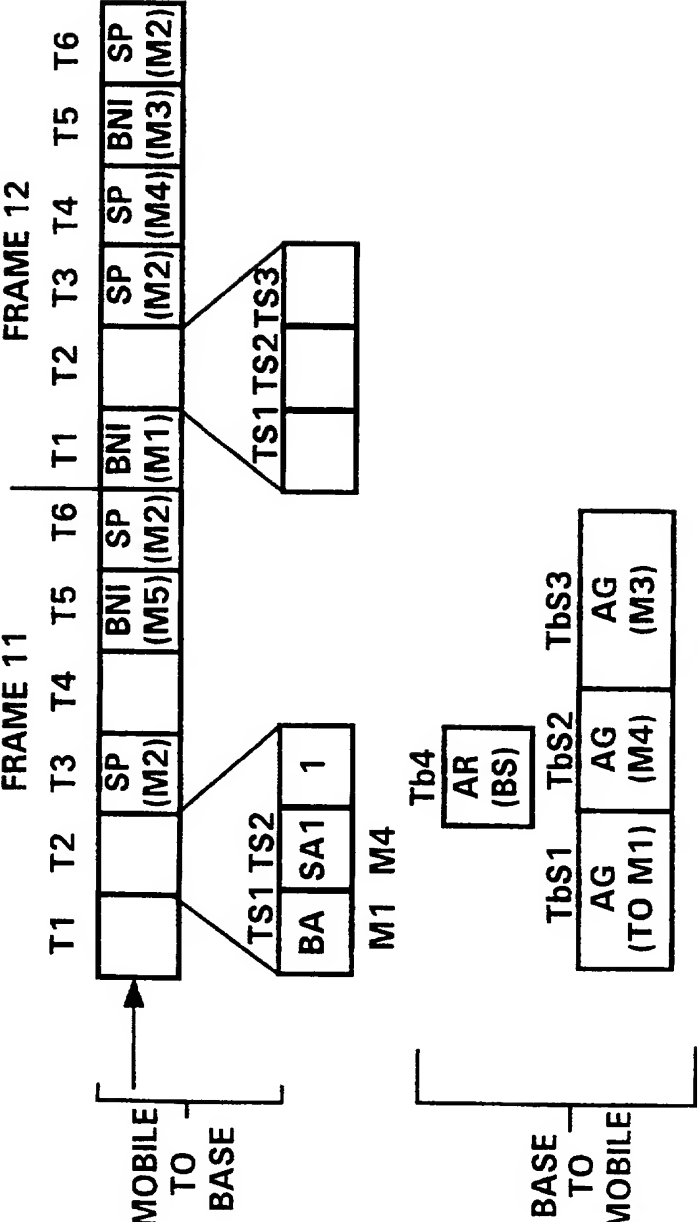 FRAME 11
FRAME 12
T1 T2 T3 T4 T5 T6 T1 T2 T3 T4 T5 T6
SP
(M2)
BNI
(M5)
SP
(M2)
BNI
(M1)
SP
(M2)
SP
(M4)
BNI
(M3)
SP
(M2)
MOBILE
TO
BASE
TS1 TS2
BA SA1 1
M1 M4
TS1 TS2 TS3
BASE
TO
MOBILE
Tb4
AR
(BS)
TbS1 TbS2 TbS3
AG
(TO M1)
AG
(M4)
AG
(M3)